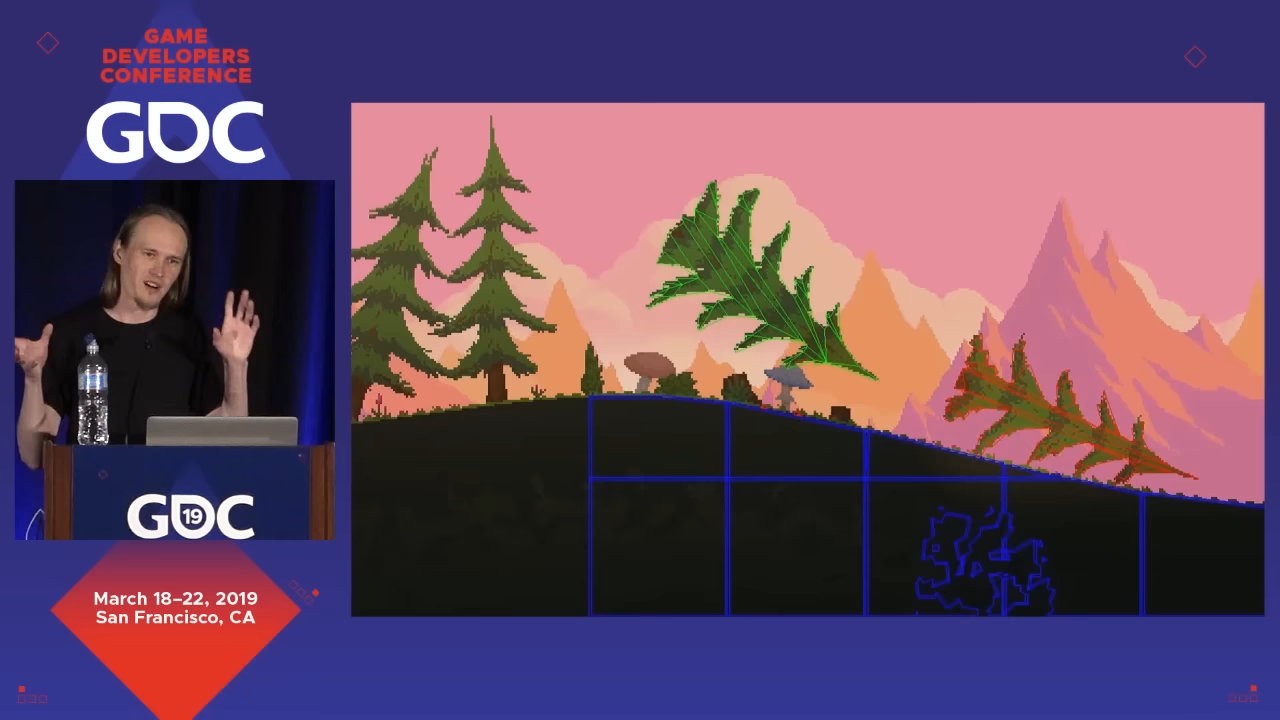 GAME
DEVELOPERS
CONFERENCE
GDC
GDC
19
March 18–22, 2019
San Francisco, CA